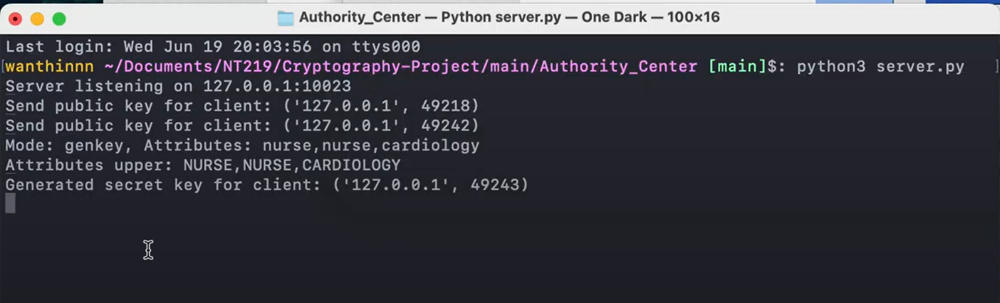 Authority_Center — Python server.py — One Dark — 100×16
Last login: Wed Jun 19 20:03:56 on ttys000
[wanthinnn ~/Documents/NT219/Cryptography-Project/main/Authority_Center [main]$: python3 server.py ]
Server listening on 127.0.0.1:10023
Send public key for client: ('127.0.0.1', 49218)
Send public key for client: ('127.0.0.1', 49242)
Mode: genkey, Attributes: nurse,nurse,cardiology
Attributes upper: NURSE,NURSE,CARDIOLOGY
Generated secret key for client: ('127.0.0.1', 49243)